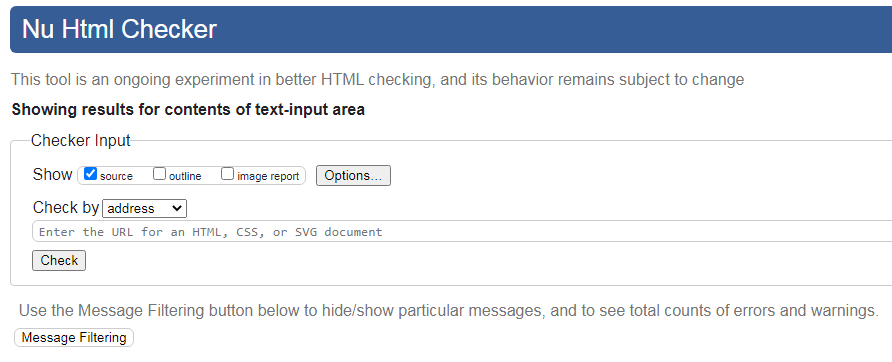 Nu Html Checker
This tool is an ongoing experiment in better HTML checking, and its behavior remains subject to change
Showing results for contents of text-input area
Checker Input
Show source outline image report Options...
Check by address
Enter the URL for an HTML, CSS, or SVG document
Check
Use the Message Filtering button below to hide/show particular messages, and to see total counts of errors and warnings.
Message Filtering